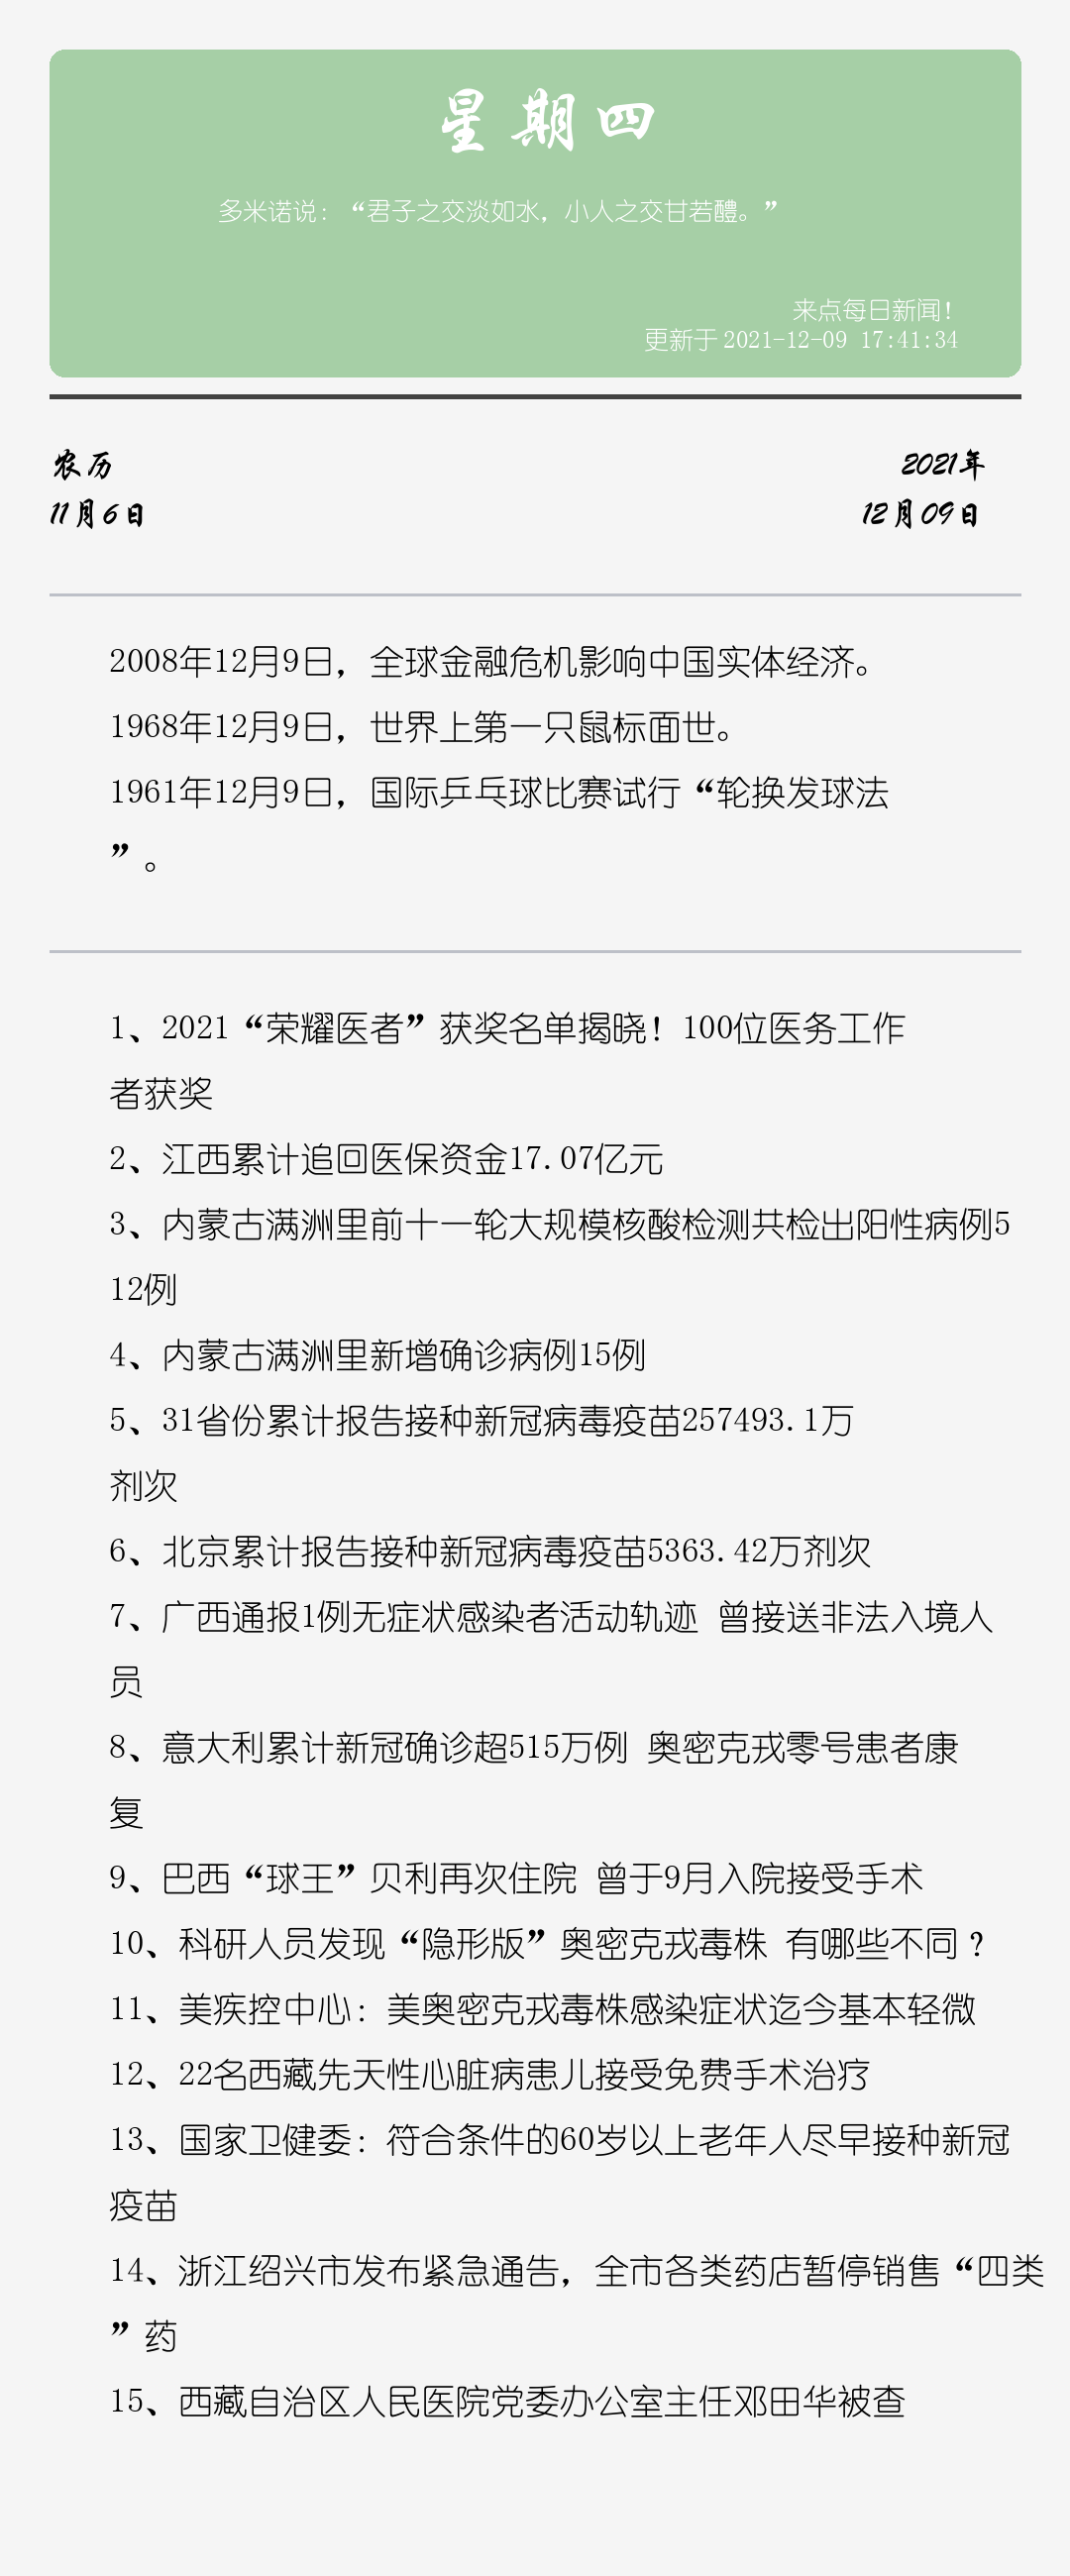 星期四
多米诺说：“君子之交淡如水，小人之交甘若醴。”
来点每日新闻！
更新于 2021-12-09 17:41:34
农历
2021年
11月6日
12月09日
2008年12月9日，全球金融危机影响中国实体经济。
1968年12月9日，世界上第一只鼠标面世。
1961年12月9日，国际乒乓球比赛试行“轮换发球法
”。
1、2021“荣耀医者”获奖名单揭晓！100位医务工作
者获奖
2、江西累计追回医保资金17.07亿元
3、内蒙古满洲里前十一轮大规模核酸检测共检出阳性病例5
12例
4、内蒙古满洲里新增确诊病例15例
5、31省份累计报告接种新冠病毒疫苗257493.1万
剂次
6、北京累计报告接种新冠病毒疫苗5363.42万剂次
7、广西通报1例无症状感染者活动轨迹 曾接送非法入境人
员
8、意大利累计新冠确诊超515万例 奥密克戎零号患者康
复
9、巴西“球王”贝利再次住院 曾于9月入院接受手术
10、科研人员发现“隐形版”奥密克戎毒株 有哪些不同？
11、美疾控中心：美奥密克戎毒株感染症状迄今基本轻微
12、22名西藏先天性心脏病患儿接受免费手术治疗
13、国家卫健委：符合条件的60岁以上老年人尽早接种新冠
疫苗
14、浙江绍兴市发布紧急通告，全市各类药店暂停销售“四类
”药
15、西藏自治区人民医院党委办公室主任邓田华被查